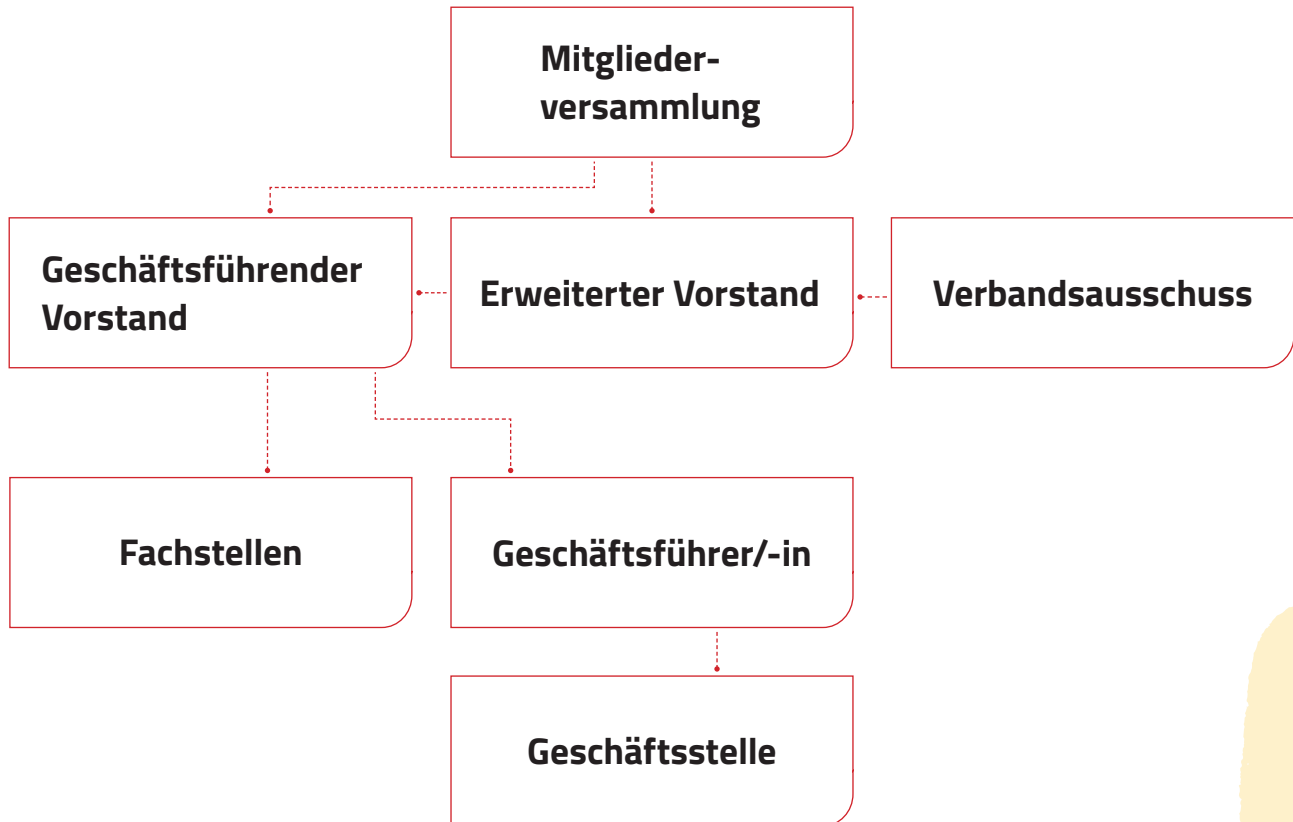 Mitglieder-
versammlung
Geschäftsführender
Vorstand
Erweiterter Vorstand
Verbandsausschuss
Fachstellen
Geschäftsführer/-in
Geschäftsstelle